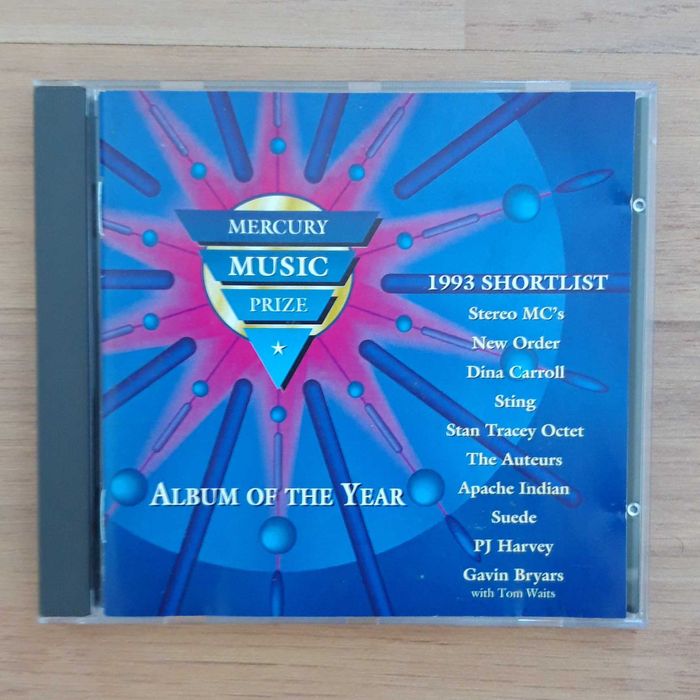 MERCURY
MUSIC
PRIZE
1993 SHORTLIST
Stereo MC's
New Order
Dina Carroll
Sting
Stan Tracey Octet
The Auteurs
Apache Indian
Suede
PJ Harvey
Gavin Bryars
with Tom Waits
ALBUM OF THE YEAR